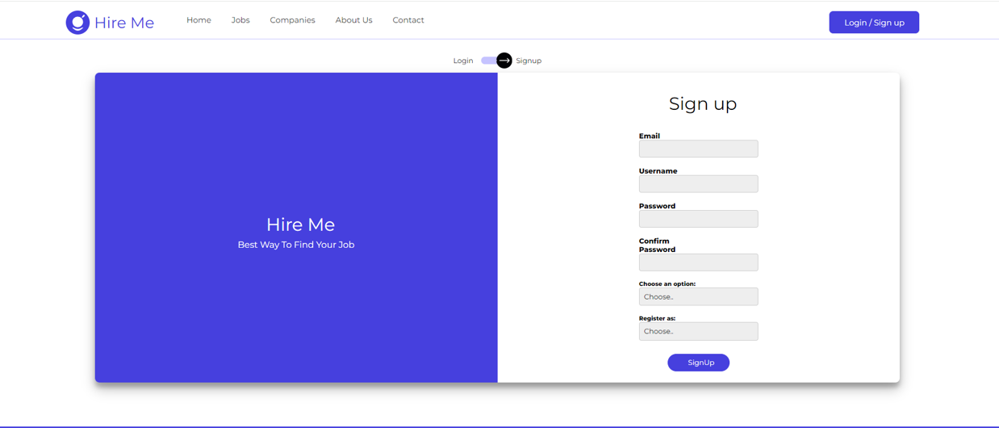 Hire Me
Home
Jobs
Companies
About Us
Contact
Login / Sign up
Login
Signup
Hire Me
Best Way To Find Your Job
Sign up
Email
Username
Password
Confirm
Password
Choose an option:
Choose..
Register as:
Choose..
SignUp